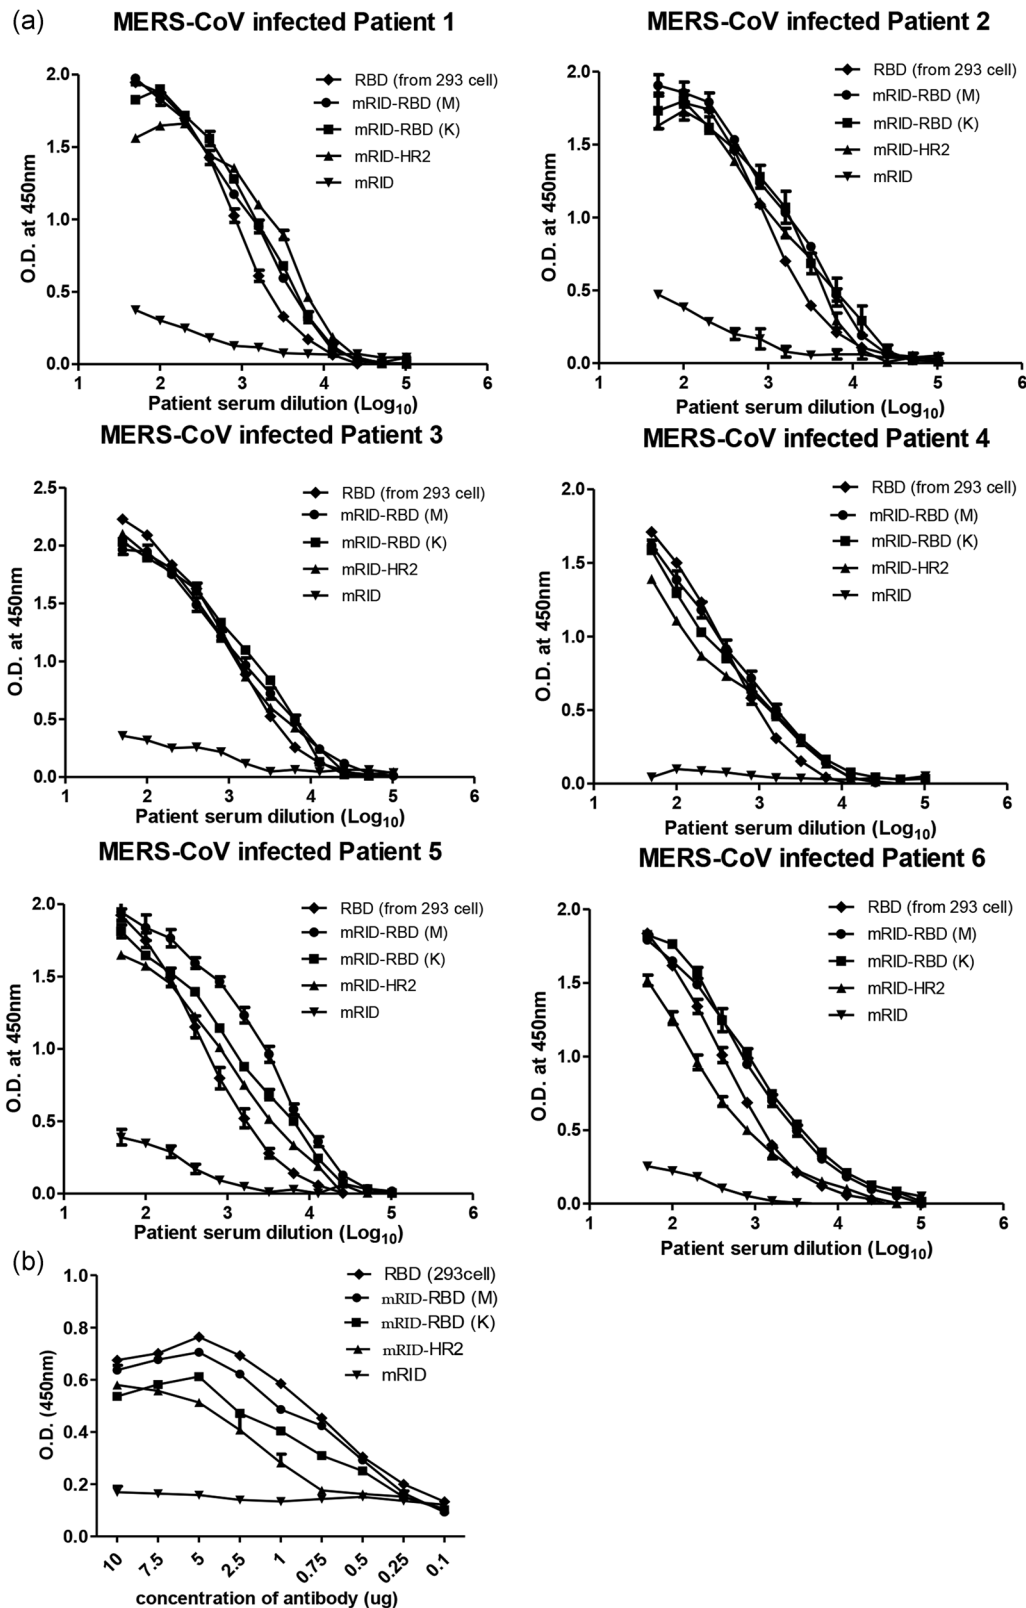 (a)
MERS-CoV infected Patient 1
2.0
1.5
1.0
0.5
0.0
O.D. at 450nm
RBD (from 293 cell)
mRID-RBD (M)
mRID-RBD (K)
mRID-HR2
mRID
1 2 3 4 5 6
Patient serum dilution (Log10)
MERS-CoV infected Patient 2
2.0
1.5
1.0
0.5
0.0
O.D. at 450nm
RBD (from 293 cell)
mRID-RBD (M)
mRID-RBD (K)
mRID-HR2
mRID
1 2 3 4 5 6
Patient serum dilution (Log10)
MERS-CoV infected Patient 3
2.5
2.0
1.5
1.0
0.5
0.0
O.D. at 450nm
RBD (from 293 cell)
mRID-RBD (M)
mRID-RBD (K)
mRID-HR2
mRID
1 2 3 4 5 6
Patient serum dilution (Log10)
MERS-CoV infected Patient 4
2.0
1.5
1.0
0.5
0.0
O.D. at 450nm
RBD (from 293 cell)
mRID-RBD (M)
mRID-RBD (K)
mRID-HR2
mRID
1 2 3 4 5 6
Patient serum dilution (Log10)
MERS-CoV infected Patient 5
2.0
1.5
1.0
0.5
0.0
O.D. at 450nm
RBD (from 293 cell)
mRID-RBD (M)
mRID-RBD (K)
mRID-HR2
mRID
1 2 3 4 5 6
Patient serum dilution (Log10)
MERS-CoV infected Patient 6
2.0
1.5
1.0
0.5
0.0
O.D. at 450nm
RBD (from 293 cell)
mRID-RBD (M)
mRID-RBD (K)
mRID-HR2
mRID
1 2 3 4 5 6
Patient serum dilution (Log10)
(b)
1.0
0.8
0.6
0.4
0.2
0.0
O.D. (450nm)
RBD (293cell)
mRID-RBD (M)
mRID-RBD (K)
mRID-HR2
mRID
10 7.5 5 2.5 1 0.75 0.5 0.25 0.1
concentration of antibody (ug)